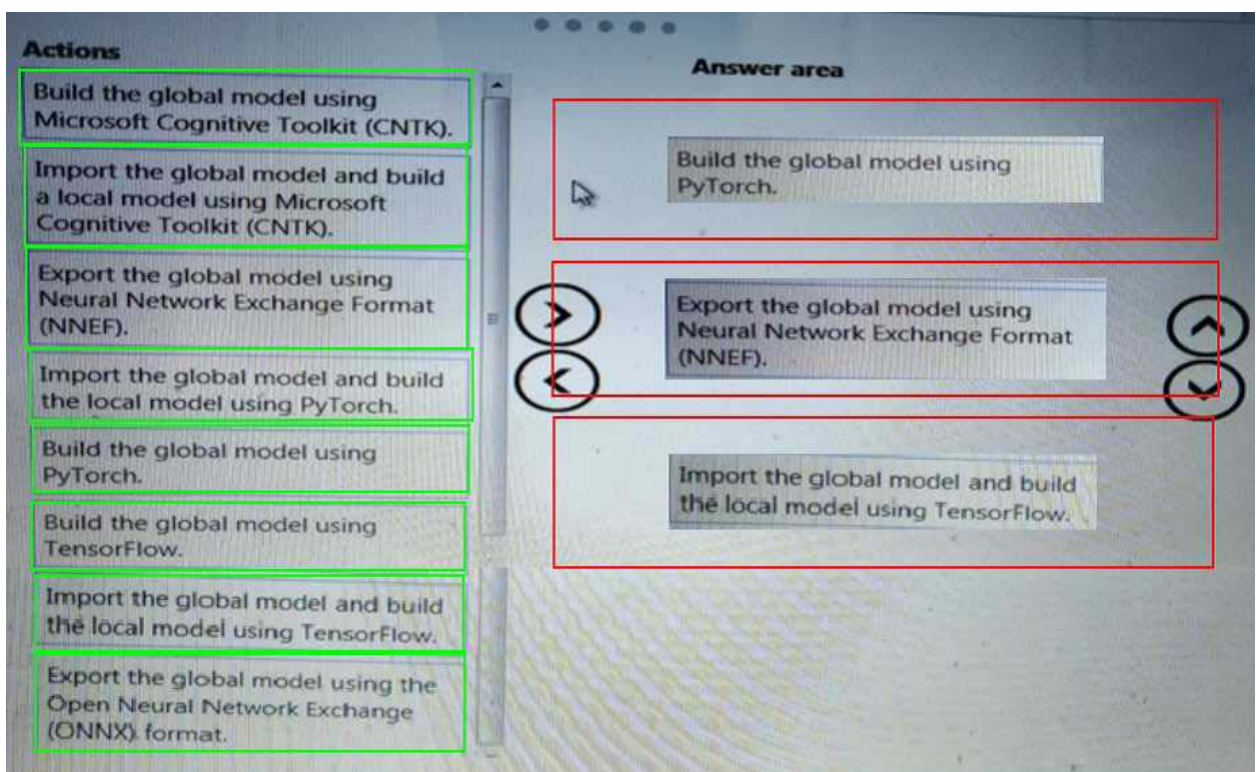 Actions
Build the global model using
Microsoft Cognitive Toolkit (CNTK).
Import the global model and build
a local model using Microsoft
Cognitive Toolkit (CNTK).
Export the global model using
Neural Network Exchange Format
(NNEF).
Import the global model and build
the local model using PyTorch.
Build the global model using
PyTorch.
Build the global model using
TensorFlow.
Import the global model and build
the local model using TensorFlow.
Export the global model using the
Open Neural Network Exchange
(ONNX) format.
Answer area
Build the global model using
PyTorch.
Export the global model using
Neural Network Exchange Format
(NNEF).
Import the global model and build
the local model using TensorFlow.